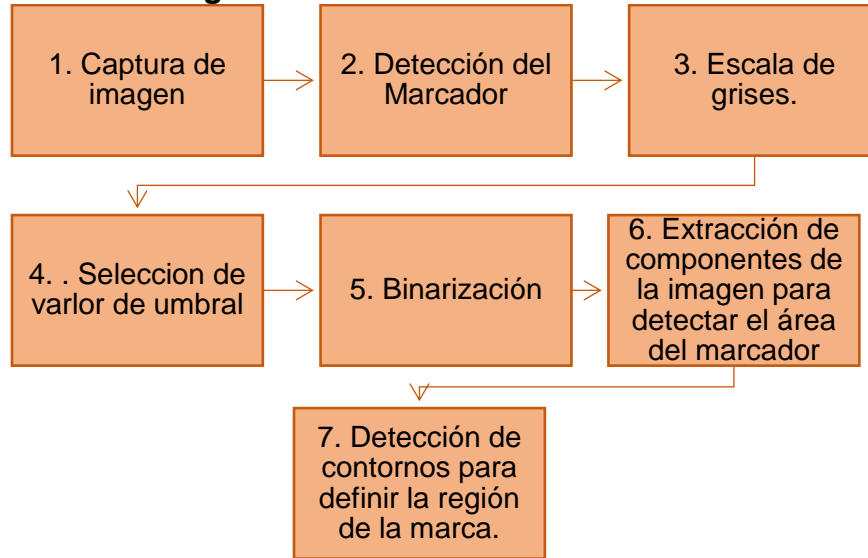 1. Captura de
imagen
2. Detección del
Marcador
3. Escala de
grises.
4. . Seleccion de
varlor de umbral
5. Binarización
6. Extracción de
componentes de
la imagen para
detectar el área
del marcador
7. Detección de
contornos para
definir la región
de la marca.